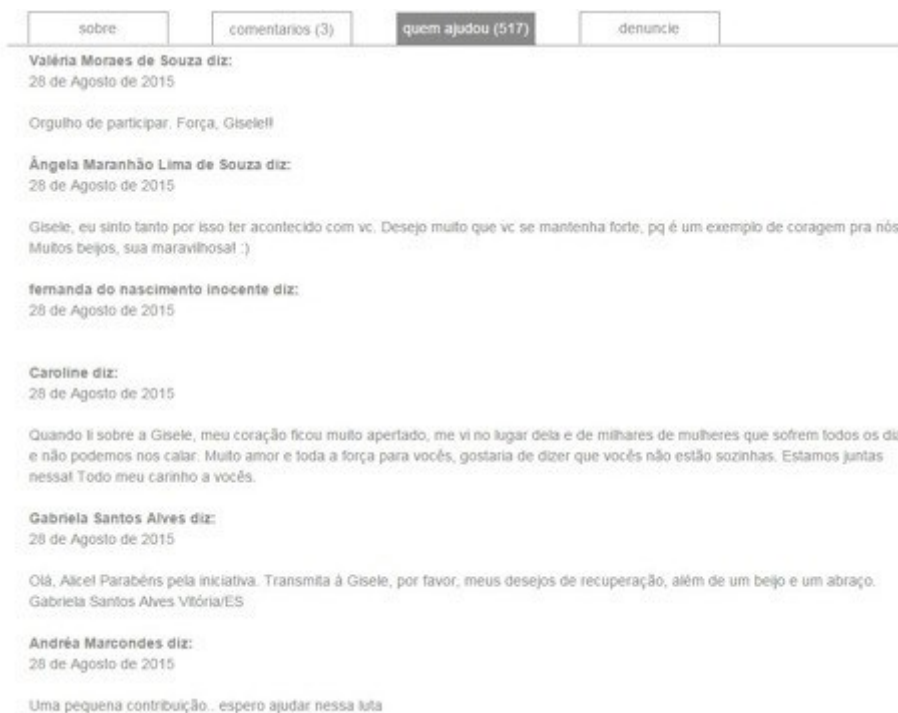 sobre
comentarios (3)
quem ajudou (517)
denuncie
Valéria Moraes de Souza diz:
28 de Agosto de 2015
Orgulho de participar. Força, Gisele!!
Ângela Maranhão Lima de Souza diz:
28 de Agosto de 2015
Gisele, eu sinto tanto por isso ter acontecido com vc. Desejo muito que vc se mantenha forte, pq é um exemplo de coragem pra nós
Muitos beijos, sua maravilhosa! :)
fernanda do nascimento inocente diz:
28 de Agosto de 2015
Caroline diz:
28 de Agosto de 2015
Quando li sobre a Gisele, meu coração ficou muito apertado, me vi no lugar dela e de milhares de mulheres que sofrem todos os dia
e não podemos nos calar. Muito amor e toda a força para vocês, gostaria de dizer que vocês não estão sozinhas. Estamos juntas
nessa! Todo meu carinho a vocês.
Gabriela Santos Alves diz:
28 de Agosto de 2015
Olá, Alice! Parabéns pela iniciativa. Transmita à Gisele, por favor, meus desejos de recuperação, além de um beijo e um abraço.
Gabriela Santos Alves Vitória/ES
Andréa Marcondes diz:
28 de Agosto de 2015
Uma pequena contribuição.. espero ajudar nessa luta